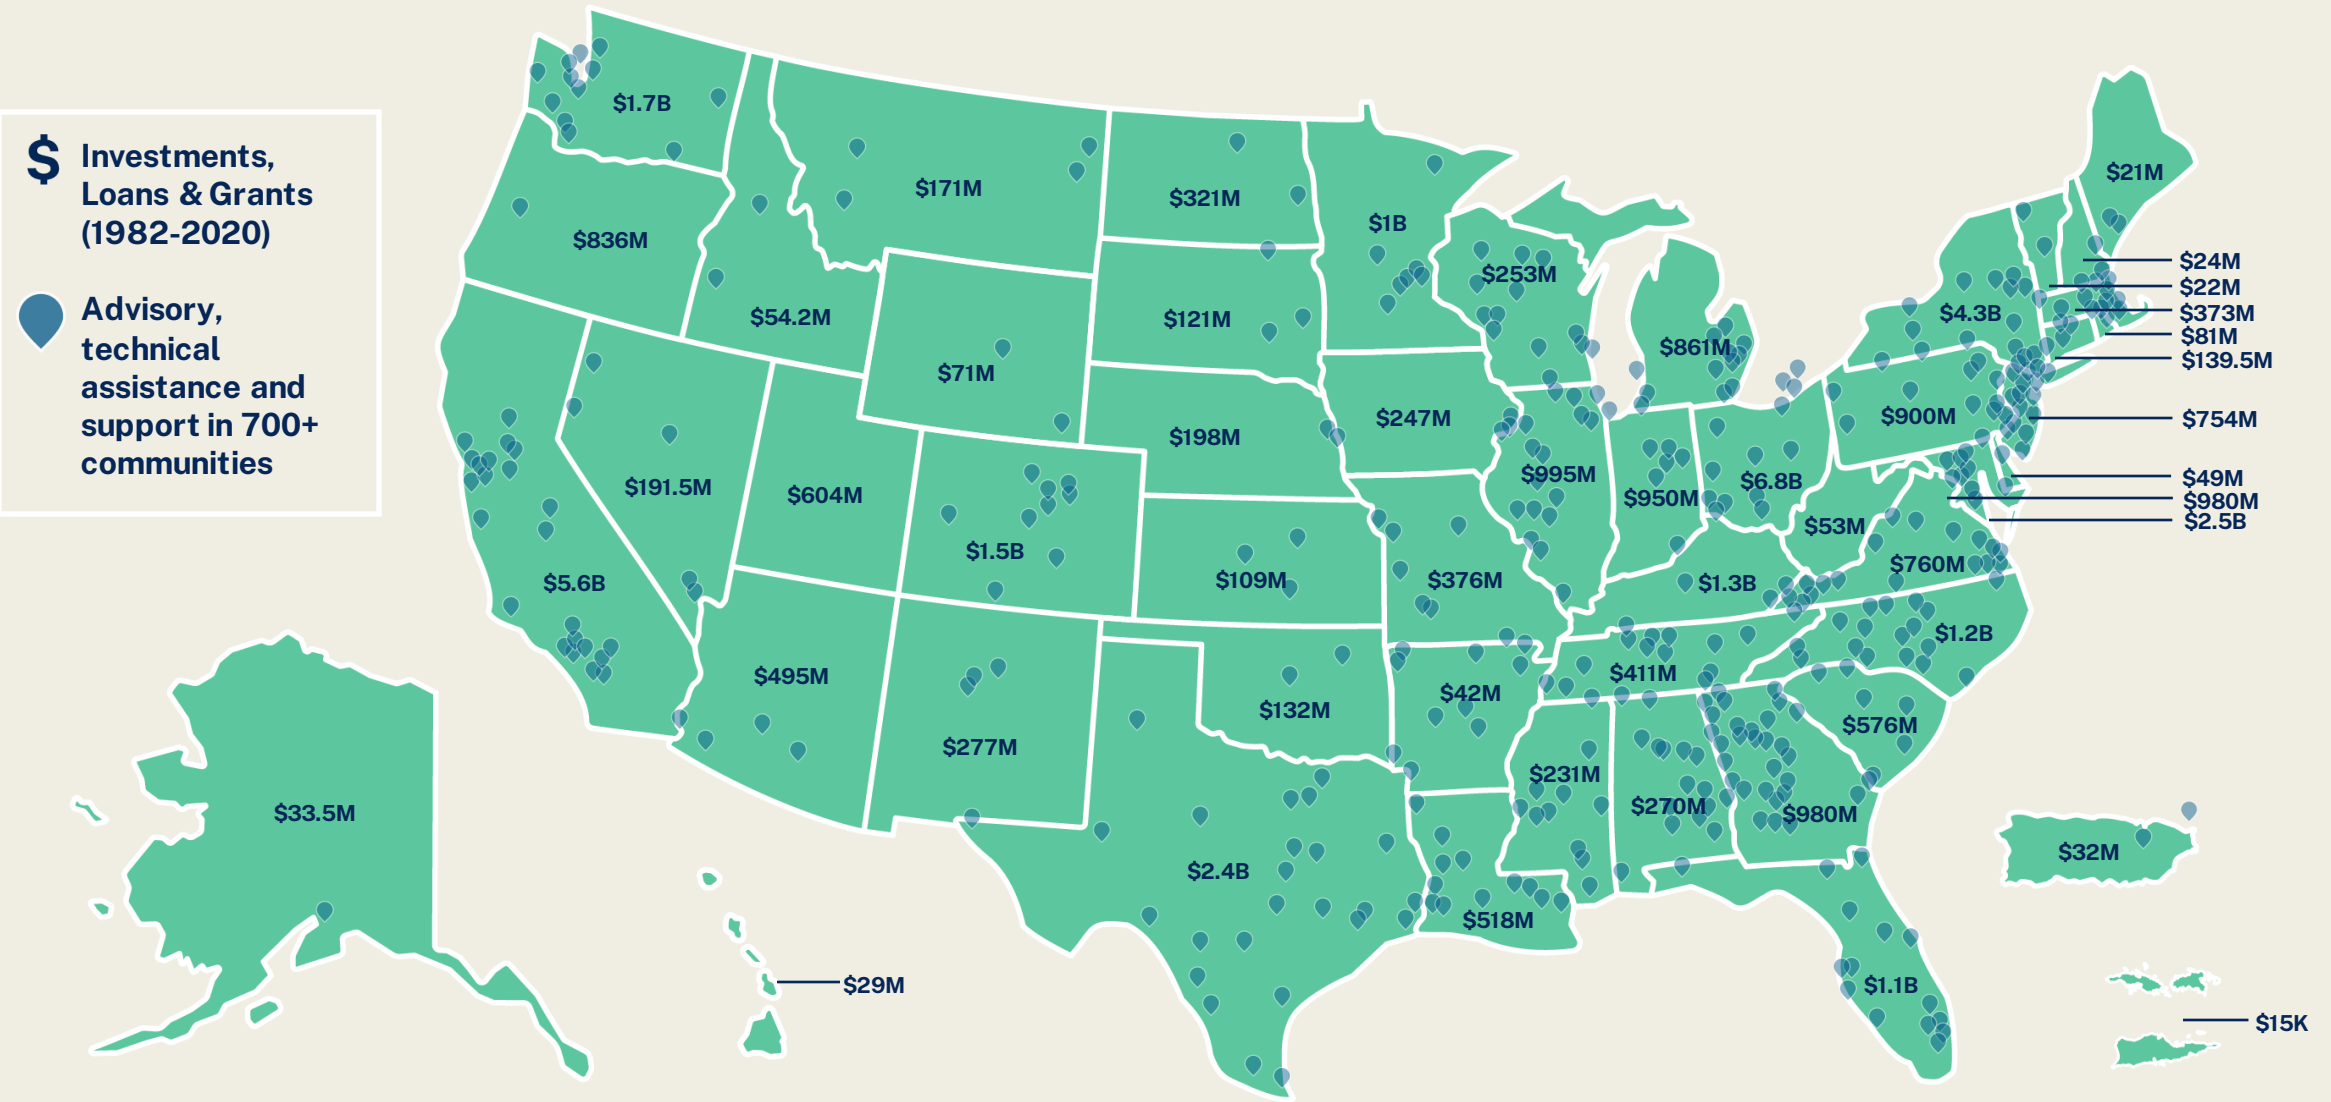 $ Investments,
Loans & Grants
(1982-2020)
Advisory,
technical
assistance and
support in 700+
communities
$1.7B
$836M
$54.2M
$171M
$321M
$1B
$253M
$21M
$24M
$22M
$373M
$81M
$139.5M
$4.3B
$121M
$71M
$861M
$247M
$900M
$754M
$198M
$191.5M
$604M
$995M
$950M
$6.8B
$49M
$980M
$2.5B
$53M
$1.5B
$5.6B
$109M
$376M
$1.3B
$760M
$1.2B
$495M
$411M
$42M
$132M
$277M
$576M
$231M
$270M
$980M
$33.5M
$2.4B
$32M
$518M
$29M
$1.1B
$15K